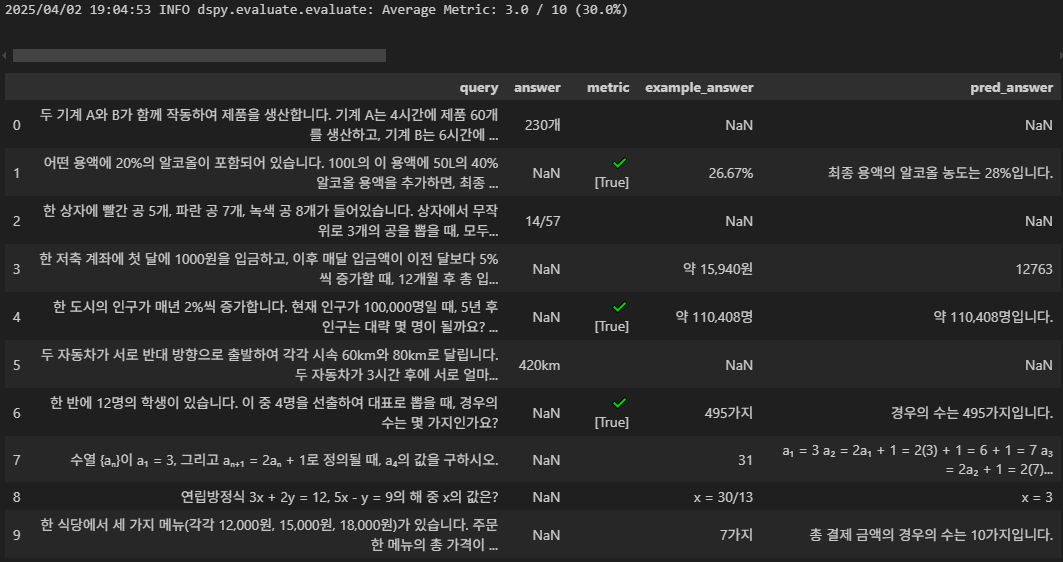 2025/04/02 19:04:53 INFO dspy.evaluate.evaluate: Average Metric: 3.0 / 10 (30.0%)
query answer metric example_answer pred_answer
0 두 기계 A와 B가 함께 작동하여 제품을 생산합니다. 기계 A는 4시간에 제품 60개 230개 NaN NaN
를 생산하고, 기계 B는 6시간에 ...
1 어떤 용액에 20%의 알코올이 포함되어 있습니다. 100L의 이 용액에 50L의 40% NaN ✓ 26.67% 최종 용액의 알코올 농도는 28%입니다.
알코올 용액을 추가하면, 최종 ... [True]
2 한 상자에 빨간 공 5개, 파란 공 7개, 녹색 공 8개가 들어있습니다. 상자에서 무작 14/57 NaN NaN
위로 3개의 공을 뽑을 때, 모두...
3 한 저축 계좌에 첫 달에 1000원을 입금하고, 이후 매달 입금액이 이전 달보다 5% NaN 약 15,940원 12763
씩 증가할 때, 12개월 후 총 입...
4 한 도시의 인구가 매년 2%씩 증가합니다. 현재 인구가 100,000명일 때, 5년 후 NaN ✓ 약 110,408명 약 110,408명입니다.
인구는 대략 몇 명이 될까요? ... [True]
5 두 자동차가 서로 반대 방향으로 출발하여 각각 시속 60km와 80km로 달립니다. 420km NaN NaN
두 자동차가 3시간 후에 서로 얼마...
6 한 반에 12명의 학생이 있습니다. 이 중 4명을 선출하여 대표로 뽑을 때, 경우의 NaN ✓ 495가지 경우의 수는 495가지입니다.
수는 몇 가지인가요? [True]
7 수열 {aₙ}이 a₁ = 3, 그리고 aₙ₊₁ = 2aₙ + 1로 정의될 때, a₄의 값을 구하시오. NaN 31 a₁ = 3 a₂ = 2a₁ + 1 = 2(3) + 1 = 6 + 1 = 7 a₃
= 2a₂ + 1 = 2(7)...
8 연립방정식 3x + 2y = 12, 5x - y = 9의 해 중 x의 값은? NaN x = 30/13 x = 3
9 한 식당에서 세 가지 메뉴(각각 12,000원, 15,000원, 18,000원)가 있습니다. 주문 NaN 7가지 총 결제 금액의 경우의 수는 10가지입니다.
한 메뉴의 총 가격이 ...